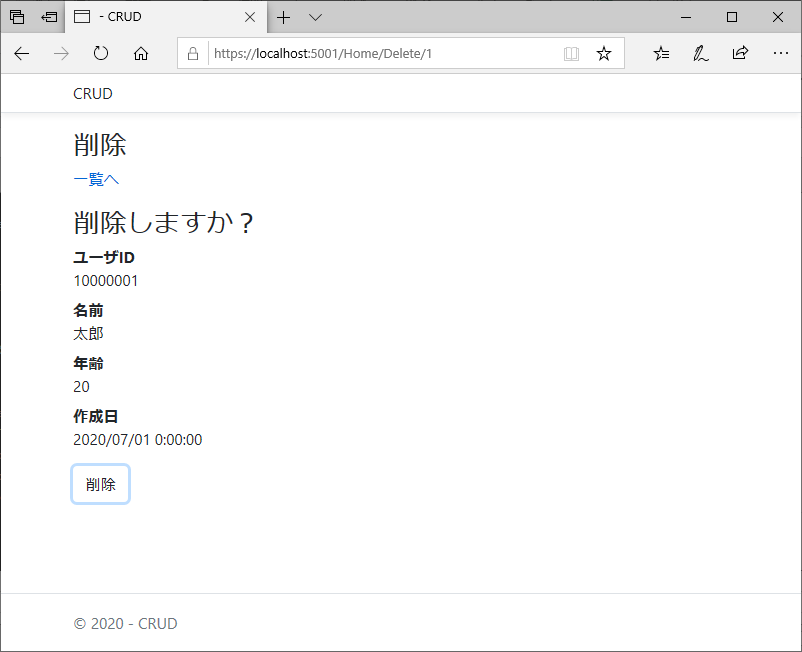 - CRUD
https://localhost:5001/Home/Delete/1
CRUD
削除
一覧へ
削除しますか？
ユーザID
10000001
名前
太郎
年齢
20
作成日
2020/07/01 0:00:00
削除
© 2020 - CRUD